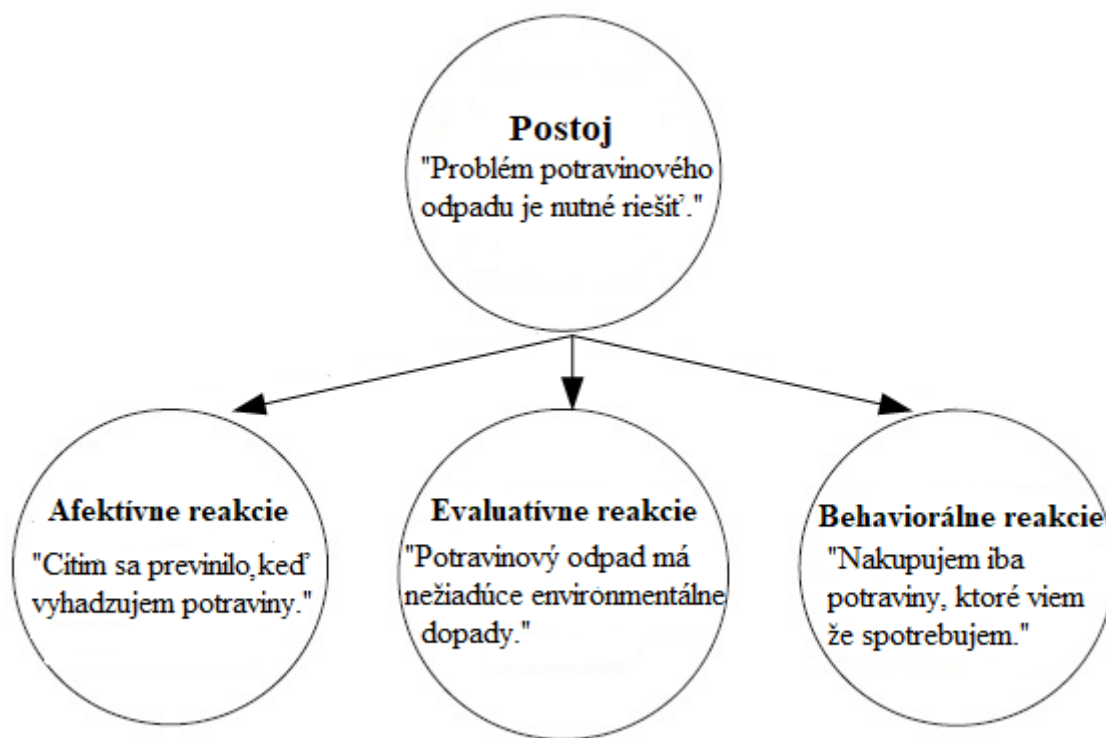 Postoj
"Problém potravinového
odpadu je nutné riešiť."
Afektívne reakcie
"Cítim sa previnilo,keď
vyhadzujem potraviny."
Evaluatívne reakcie
"Potravinový odpad má
nežiadúce environmentálne
dopady."
Behaviorálne reakcie
"Nakupujem iba
potraviny, ktoré viem
že spotrebujem."